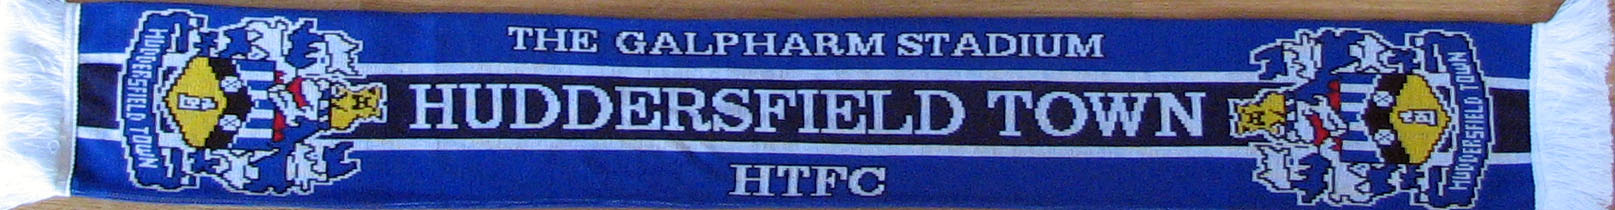 THE GALPHARM STADIUM
HUDDERSFIELD TOWN
HTFC
HUDDERSFIELD TOWN
HUDDERSFIELD TOWN